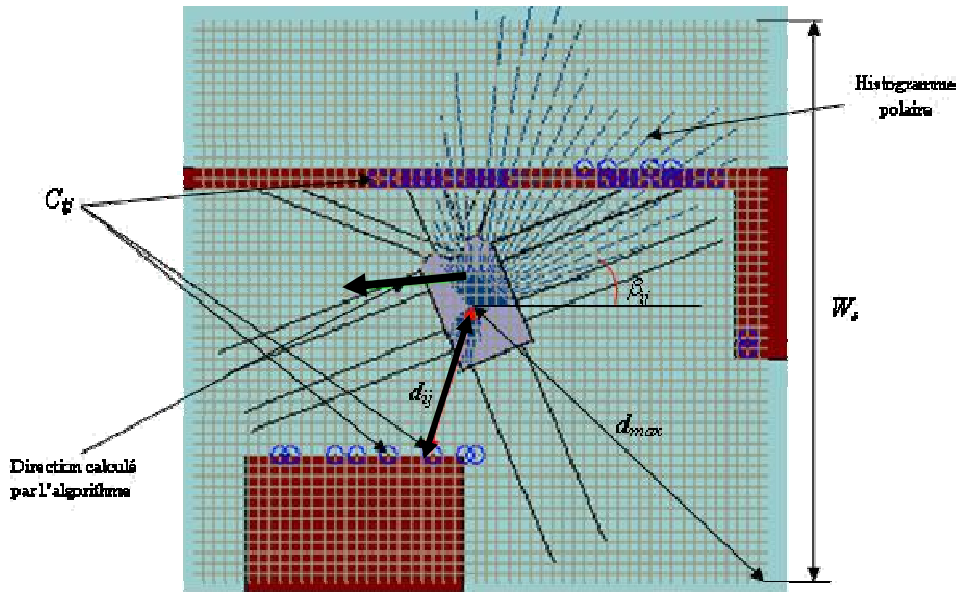 Histogramme
polaire
C_ij
β_ij
W_s
d_ij
d_max
Direction calculé
par l'algorithme